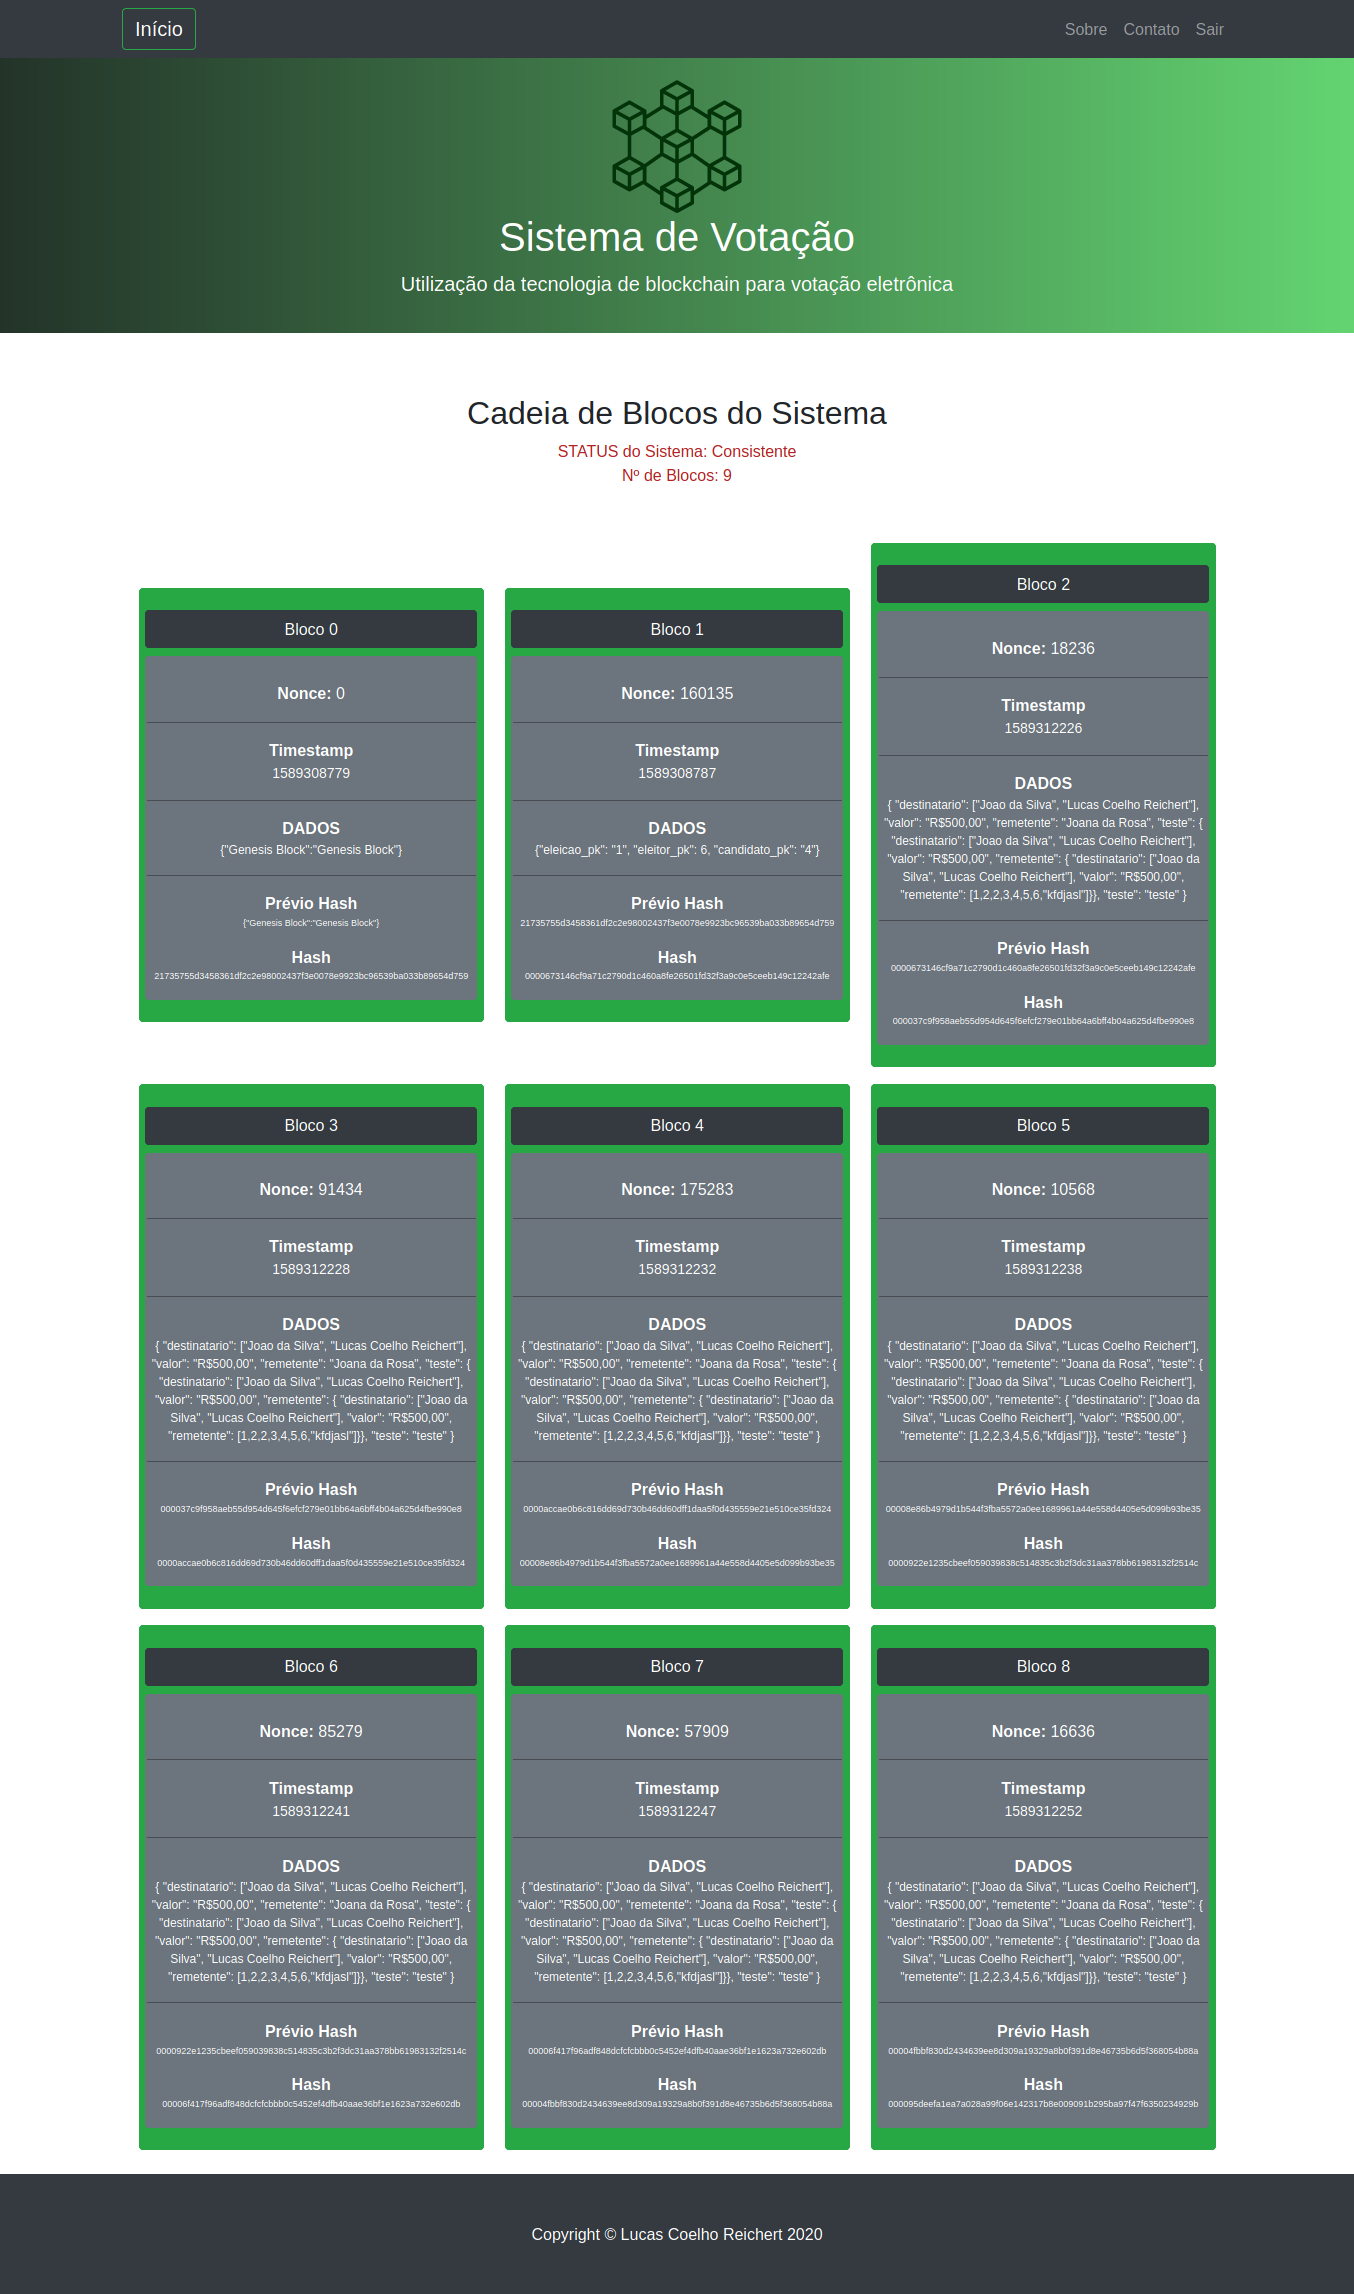 Início
Sobre Contato Sair
Sistema de Votação
Utilização da tecnologia de blockchain para votação eletrônica
Cadeia de Blocos do Sistema
STATUS do Sistema: Consistente
Nº de Blocos: 9
Bloco 0
Nonce: 0
Timestamp
1589308779
DADOS
{"Genesis Block":"Genesis Block"}
Prévio Hash
{"Genesis Block":"Genesis Block"}
Hash
21735755d3458361df2c2e98002437f3e0078e9923bc96539ba033b89654d759
Bloco 1
Nonce: 160135
Timestamp
1589308787
DADOS
{"eleicao_pk": "1", "eleitor_pk": 6, "candidato_pk": "4"}
Prévio Hash
21735755d3458361df2c2e98002437f3e0078e9923bc96539ba033b89654d759
Hash
0000673146cf9a71c2790d1c460a8fe26501fd32f3a9c0e5ceeb149c12242afe
Bloco 2
Nonce: 18236
Timestamp
1589312226
DADOS
{ "destinatario": ["Joao da Silva", "Lucas Coelho Reichert"],
"valor": "R$500,00", "remetente": "Joana da Rosa", "teste": {
"destinatario": ["Joao da Silva", "Lucas Coelho Reichert"],
"valor": "R$500,00", "remetente": { "destinatario": ["Joao da
Silva", "Lucas Coelho Reichert"], "valor": "R$500,00",
"remetente": [1,2,2,3,4,5,6,"kfdjasl"]}}, "teste": "teste" }
Prévio Hash
0000673146cf9a71c2790d1c460a8fe26501fd32f3a9c0e5ceeb149c12242afe
Hash
000037c9f958aeb55d954d645f6efcf279e01bb64a6bff4b04a625d4fbe990e8
Bloco 3
Nonce: 91434
Timestamp
1589312228
DADOS
{ "destinatario": ["Joao da Silva", "Lucas Coelho Reichert"],
"valor": "R$500,00", "remetente": "Joana da Rosa", "teste": {
"destinatario": ["Joao da Silva", "Lucas Coelho Reichert"],
"valor": "R$500,00", "remetente": { "destinatario": ["Joao da
Silva", "Lucas Coelho Reichert"], "valor": "R$500,00",
"remetente": [1,2,2,3,4,5,6,"kfdjasl"]}}, "teste": "teste" }
Prévio Hash
000037c9f958aeb55d954d645f6efcf279e01bb64a6bff4b04a625d4fbe990e8
Hash
0000accae0b6c816dd69d730b46dd60dff1daa5f0d435559e21e510ce35fd324
Bloco 4
Nonce: 175283
Timestamp
1589312232
DADOS
{ "destinatario": ["Joao da Silva", "Lucas Coelho Reichert"],
"valor": "R$500,00", "remetente": "Joana da Rosa", "teste": {
"destinatario": ["Joao da Silva", "Lucas Coelho Reichert"],
"valor": "R$500,00", "remetente": { "destinatario": ["Joao da
Silva", "Lucas Coelho Reichert"], "valor": "R$500,00",
"remetente": [1,2,2,3,4,5,6,"kfdjasl"]}}, "teste": "teste" }
Prévio Hash
0000accae0b6c816dd69d730b46dd60dff1daa5f0d435559e21e510ce35fd324
Hash
00008e86b4979d1b544f3fba5572a0ee1689961a44e558d4405e5d099b93be35
Bloco 5
Nonce: 10568
Timestamp
1589312238
DADOS
{ "destinatario": ["Joao da Silva", "Lucas Coelho Reichert"],
"valor": "R$500,00", "remetente": "Joana da Rosa", "teste": {
"destinatario": ["Joao da Silva", "Lucas Coelho Reichert"],
"valor": "R$500,00", "remetente": { "destinatario": ["Joao da
Silva", "Lucas Coelho Reichert"], "valor": "R$500,00",
"remetente": [1,2,2,3,4,5,6,"kfdjasl"]}}, "teste": "teste" }
Prévio Hash
00008e86b4979d1b544f3fba5572a0ee1689961a44e558d4405e5d099b93be35
Hash
0000922e1235cbeef059039838c514835c3b2f3dc31aa378bb61983132f2514c
Bloco 6
Nonce: 85279
Timestamp
1589312241
DADOS
{ "destinatario": ["Joao da Silva", "Lucas Coelho Reichert"],
"valor": "R$500,00", "remetente": "Joana da Rosa", "teste": {
"destinatario": ["Joao da Silva", "Lucas Coelho Reichert"],
"valor": "R$500,00", "remetente": { "destinatario": ["Joao da
Silva", "Lucas Coelho Reichert"], "valor": "R$500,00",
"remetente": [1,2,2,3,4,5,6,"kfdjasl"]}}, "teste": "teste" }
Prévio Hash
0000922e1235cbeef059039838c514835c3b2f3dc31aa378bb61983132f2514c
Hash
00006f417f96adf848dcfcfcbbb0c5452ef4dfb40aae36bf1e1623a732e602db
Bloco 7
Nonce: 57909
Timestamp
1589312247
DADOS
{ "destinatario": ["Joao da Silva", "Lucas Coelho Reichert"],
"valor": "R$500,00", "remetente": "Joana da Rosa", "teste": {
"destinatario": ["Joao da Silva", "Lucas Coelho Reichert"],
"valor": "R$500,00", "remetente": { "destinatario": ["Joao da
Silva", "Lucas Coelho Reichert"], "valor": "R$500,00",
"remetente": [1,2,2,3,4,5,6,"kfdjasl"]}}, "teste": "teste" }
Prévio Hash
00006f417f96adf848dcfcfcbbb0c5452ef4dfb40aae36bf1e1623a732e602db
Hash
00004fbbf830d2434639ee8d309a19329a8b0f391d8e46735b6d5f368054b88a
Bloco 8
Nonce: 16636
Timestamp
1589312252
DADOS
{ "destinatario": ["Joao da Silva", "Lucas Coelho Reichert"],
"valor": "R$500,00", "remetente": "Joana da Rosa", "teste": {
"destinatario": ["Joao da Silva", "Lucas Coelho Reichert"],
"valor": "R$500,00", "remetente": { "destinatario": ["Joao da
Silva", "Lucas Coelho Reichert"], "valor": "R$500,00",
"remetente": [1,2,2,3,4,5,6,"kfdjasl"]}}, "teste": "teste" }
Prévio Hash
00004fbbf830d2434639ee8d309a19329a8b0f391d8e46735b6d5f368054b88a
Hash
000095deefa1ea7a028a99f06e142317b8e009091b295ba97f47f6350234929b
Copyright © Lucas Coelho Reichert 2020